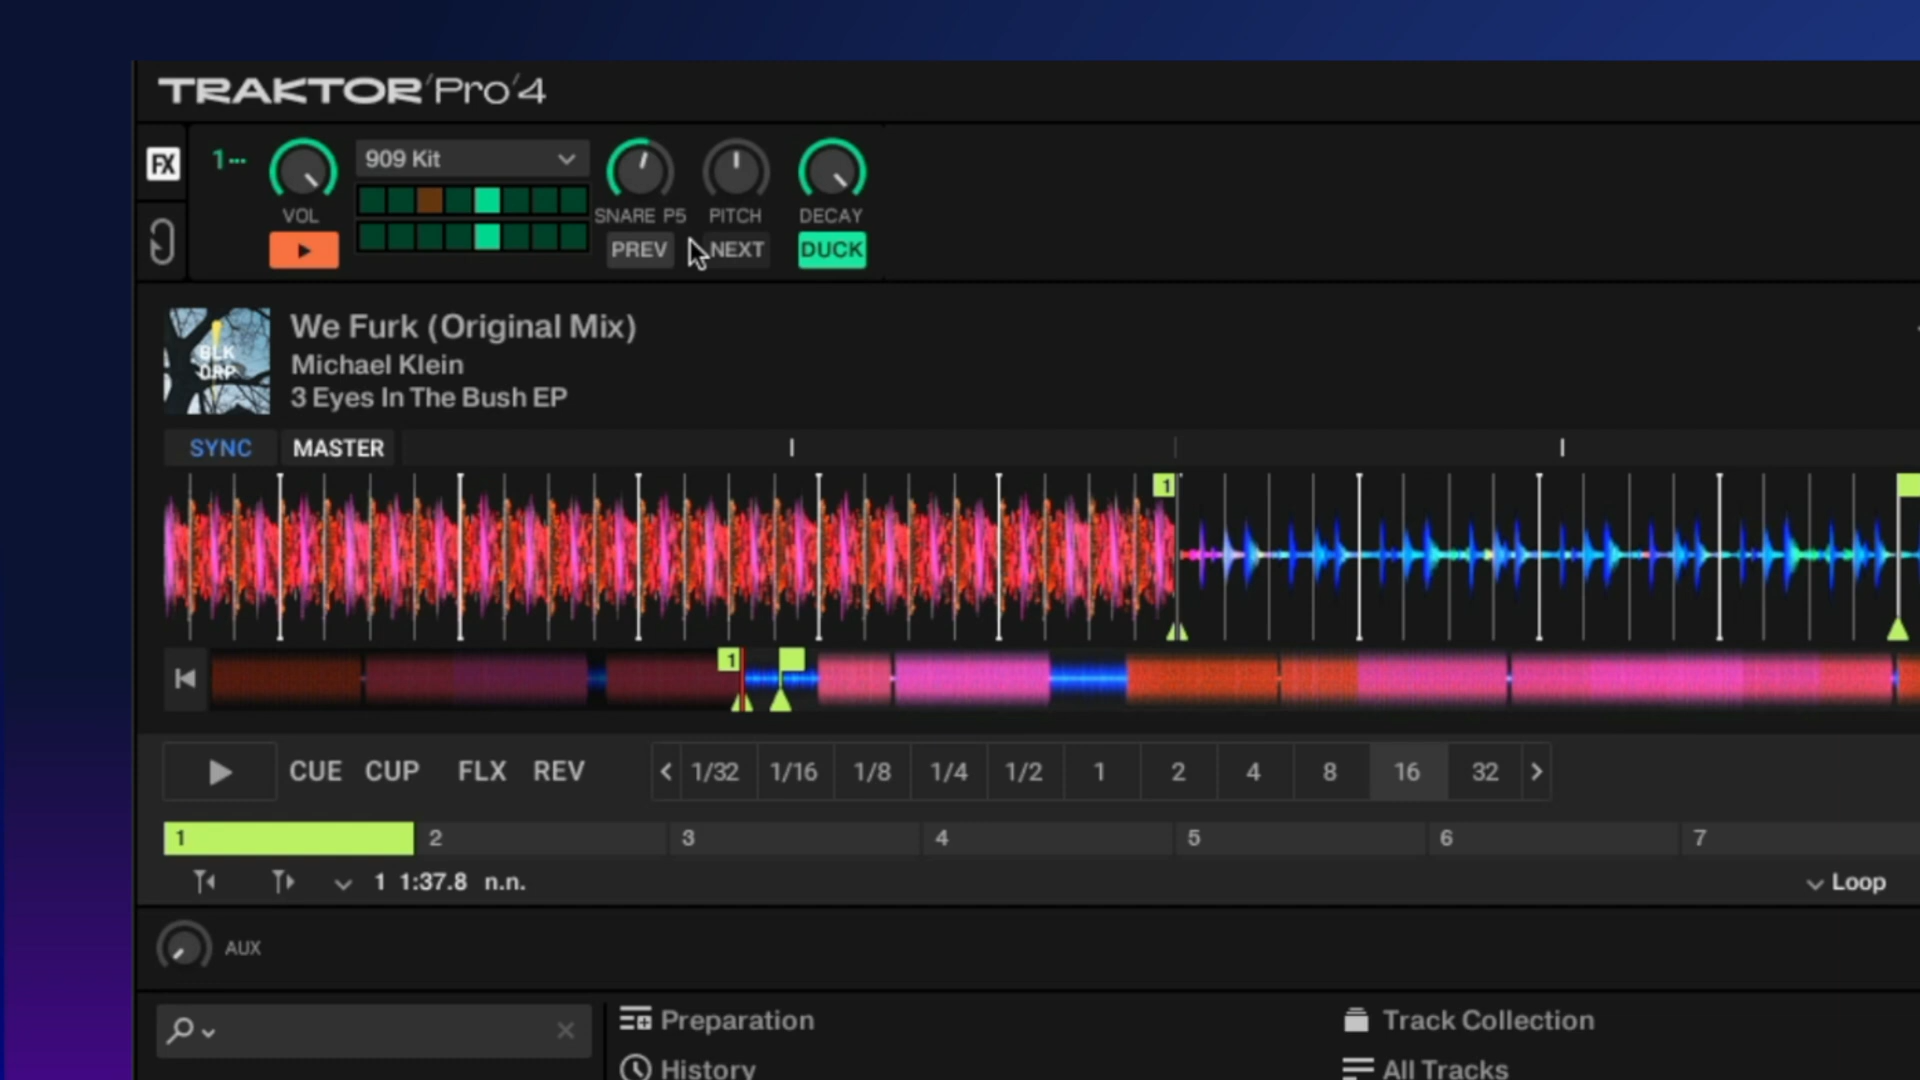 TRAKTOR Pro 4
FX
1
909 Kit
VOL
SNARE P5
PITCH
DECAY
PREV
NEXT
DUCK
BLK
DRP
We Furk (Original Mix)
Michael Klein
3 Eyes In The Bush EP
SYNC
MASTER
1
1
CUE
CUP
FLX
REV
1/32
1/16
1/8
1/4
1/2
1
2
4
8
16
32
1
2
3
4
5
6
7
1 1:37.8 n.n.
Loop
AUX
Preparation
Track Collection
History
All Tracks